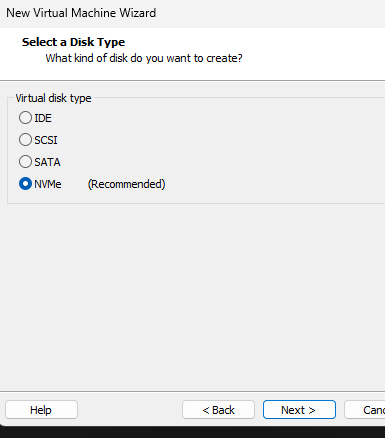 New Virtual Machine Wizard
Select a Disk Type
What kind of disk do you want to create?
Virtual disk type
IDE
SCSI
SATA
NVMe (Recommended)
Help < Back Next > Canc